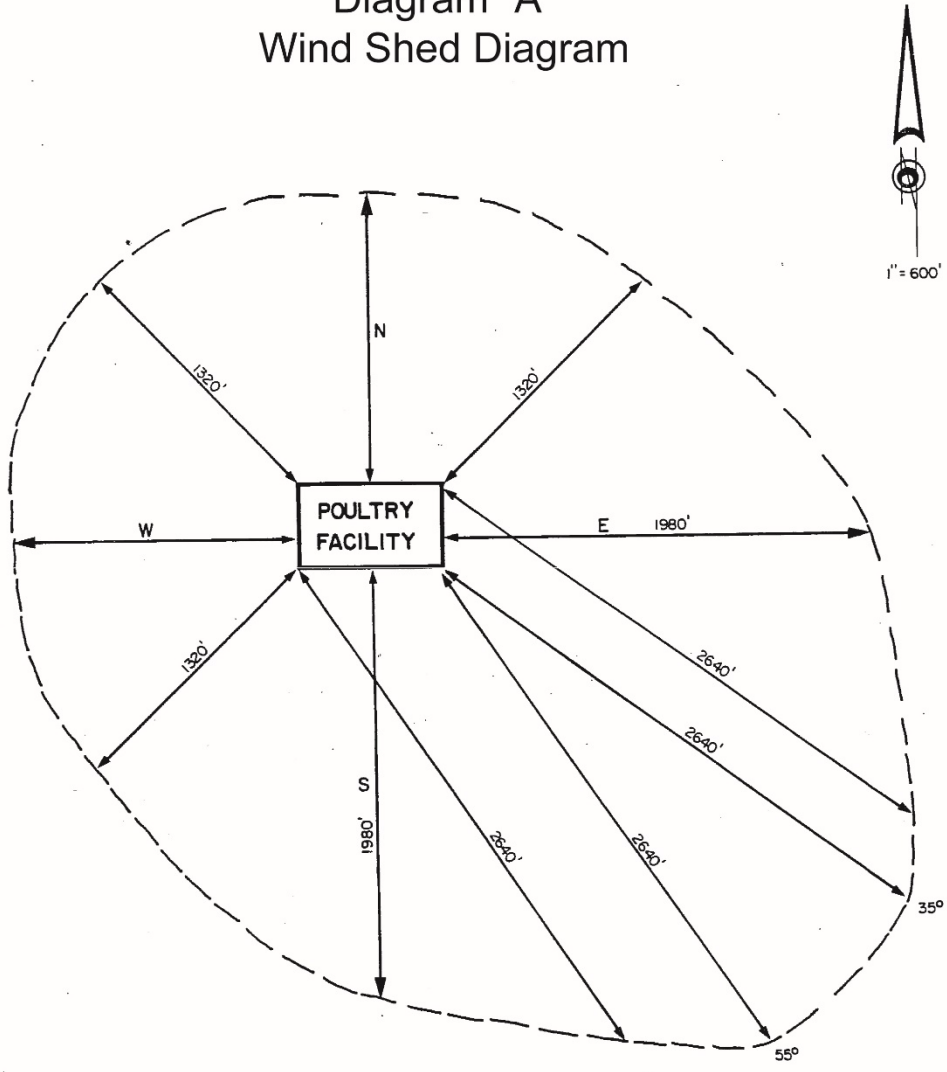 Diagram "A"
Wind Shed Diagram
1"=600'
N
1320'
1320'
POULTRY
FACILITY
W
E 1980'
1320'
2640'
2640'
S
1980'
2640'
2640'
35°
55°